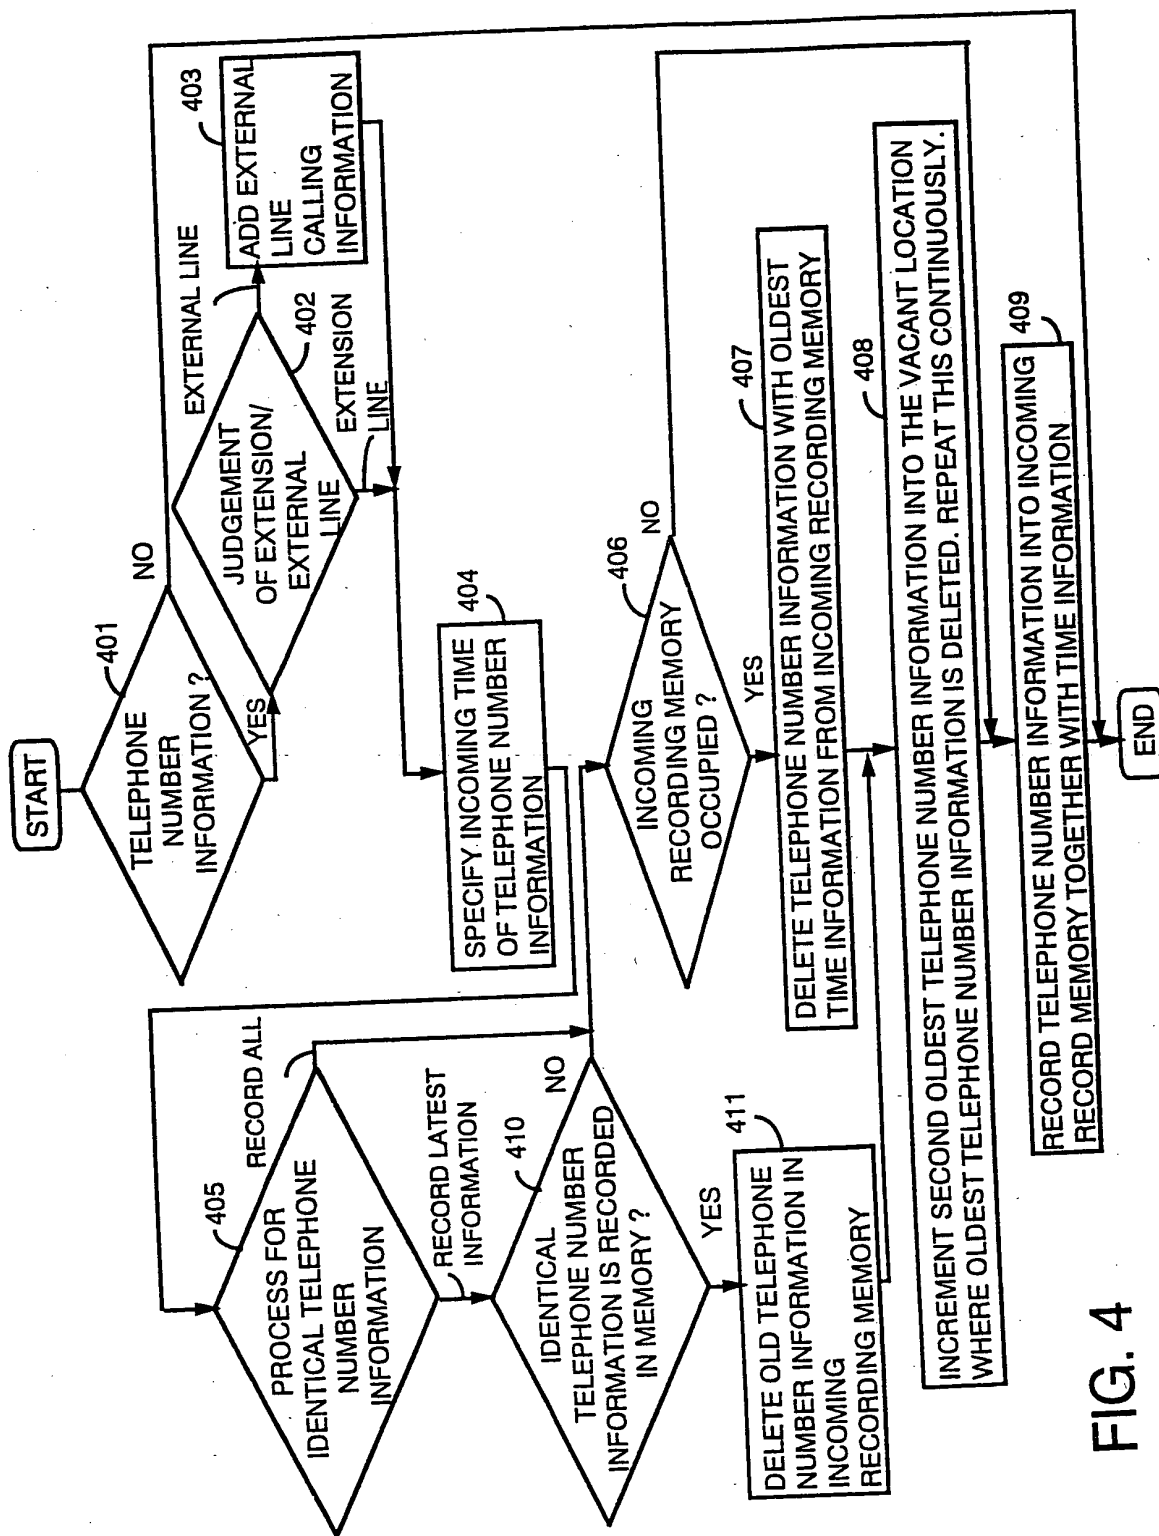 START
401
TELEPHONE
NUMBER
INFORMATION ?
NO
YES
JUDGEMENT
OF EXTENSION/
EXTERNAL
LINE
402
EXTERNAL LINE
EXTENSION
LINE
403
ADD EXTERNAL
LINE
CALLING
INFORMATION
404
SPECIFY INCOMING TIME
OF TELEPHONE NUMBER
INFORMATION
405
PROCESS FOR
IDENTICAL TELEPHONE
NUMBER
INFORMATION
RECORD ALL
RECORD LATEST
INFORMATION
410
IDENTICAL
TELEPHONE NUMBER
INFORMATION IS RECORDED
IN MEMORY ?
NO
YES
411
DELETE OLD TELEPHONE
NUMBER INFORMATION IN
INCOMING
RECORDING MEMORY
406
INCOMING
RECORDING MEMORY
OCCUPIED ?
NO
YES
407
DELETE TELEPHONE NUMBER INFORMATION WITH OLDEST
TIME INFORMATION FROM INCOMING RECORDING MEMORY
408
INCREMENT SECOND OLDEST TELEPHONE NUMBER INFORMATION INTO THE VACANT LOCATION
WHERE OLDEST TELEPHONE NUMBER INFORMATION IS DELETED. REPEAT THIS CONTINUOUSLY.
409
RECORD TELEPHONE NUMBER INFORMATION INTO INCOMING
RECORD MEMORY TOGETHER WITH TIME INFORMATION
END
FIG. 4